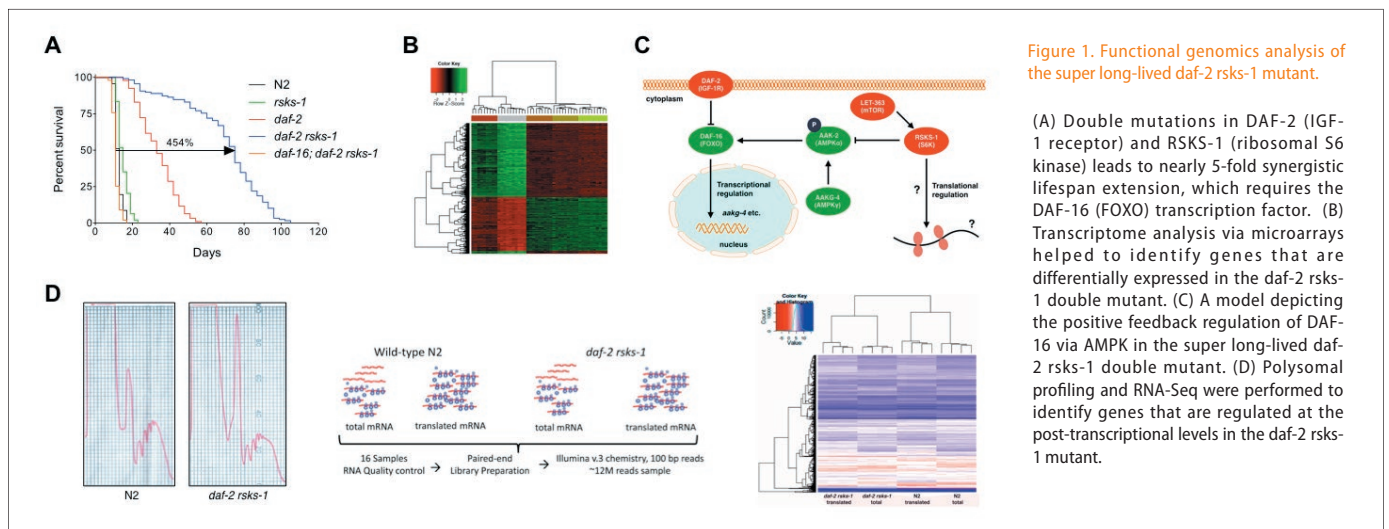 A
100
75
50
25
0
Percent survival
0
20
40
60
80
100
120
Days
454%
N2
rsks-1
daf-2
daf-2 rsks-1
daf-16; daf-2 rsks-1
B
Color Key
Row Z-Score
C
cytoplasm
DAF-2
(IGF-1R)
LET-363
(mTOR)
DAF-16
(FOXO)
P
AAK-2
(AMPKα)
RSKS-1
(S6K)
AAKG-4
(AMPKγ)
Transcriptional
regulation
aakg-4 etc.
nucleus
?
Translational
regulation
?
Figure 1. Functional genomics analysis of
the super long-lived daf-2 rsks-1 mutant.
(A) Double mutations in DAF-2 (IGF-
1 receptor) and RSKS-1 (ribosomal S6
kinase) leads to nearly 5-fold synergistic
lifespan extension, which requires the
DAF-16 (FOXO) transcription factor. (B)
Transcriptome analysis via microarrays
helped to identify genes that are
differentially expressed in the daf-2 rsks-
1 double mutant. (C) A model depicting
the positive feedback regulation of DAF-
16 via AMPK in the super long-lived daf-
2 rsks-1 double mutant. (D) Polysomal
profiling and RNA-Seq were performed to
identify genes that are regulated at the
post-transcriptional levels in the daf-2 rsks-
1 mutant.
D
N2
daf-2 rsks-1
Wild-type N2
daf-2 rsks-1
total mRNA
translated mRNA
total mRNA
translated mRNA
16 Samples
RNA Quality control
Paired-end
Library Preparation
Illumina v.3 chemistry, 100 bp reads
~12M reads sample
Color Key
and Histogram
Count
Value
daf-2 rsks-1
translated
daf-2 rsks-1
total
N2
translated
N2
total